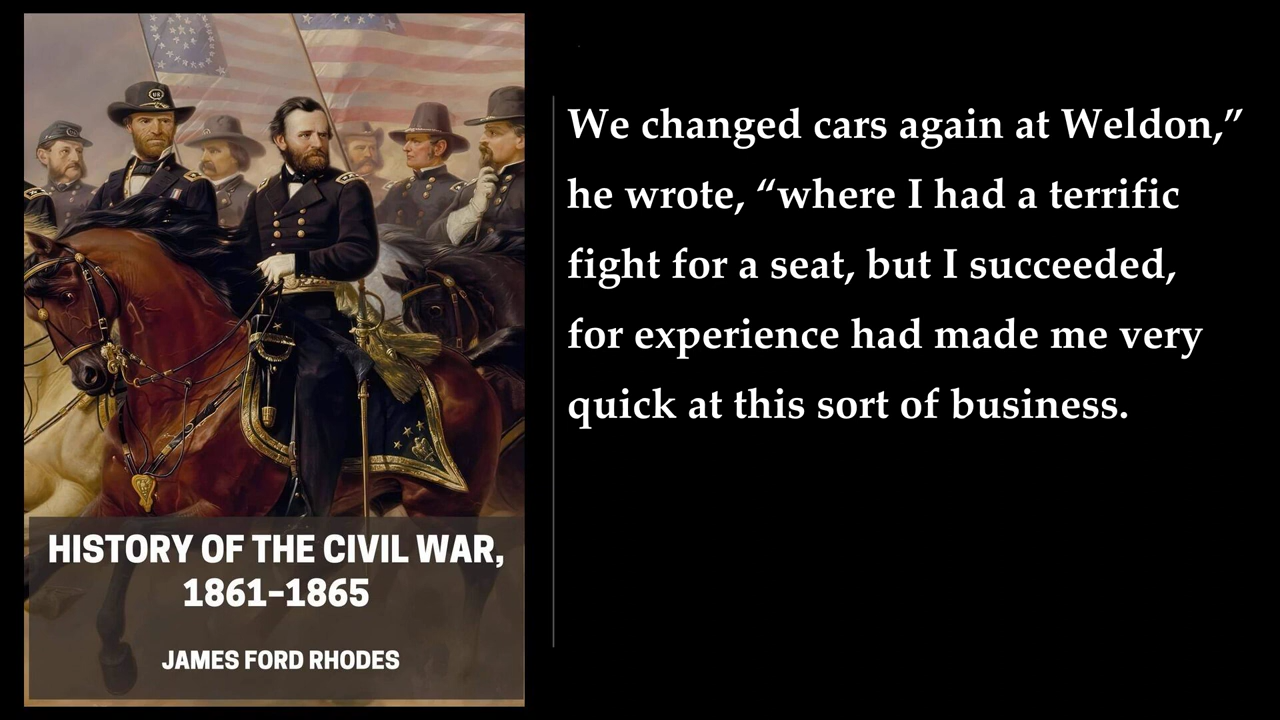 We changed cars again at Weldon,”
he wrote, “where I had a terrific
fight for a seat, but I succeeded,
for experience had made me very
quick at this sort of business.
HISTORY OF THE CIVIL WAR,
1861–1865
JAMES FORD RHODES